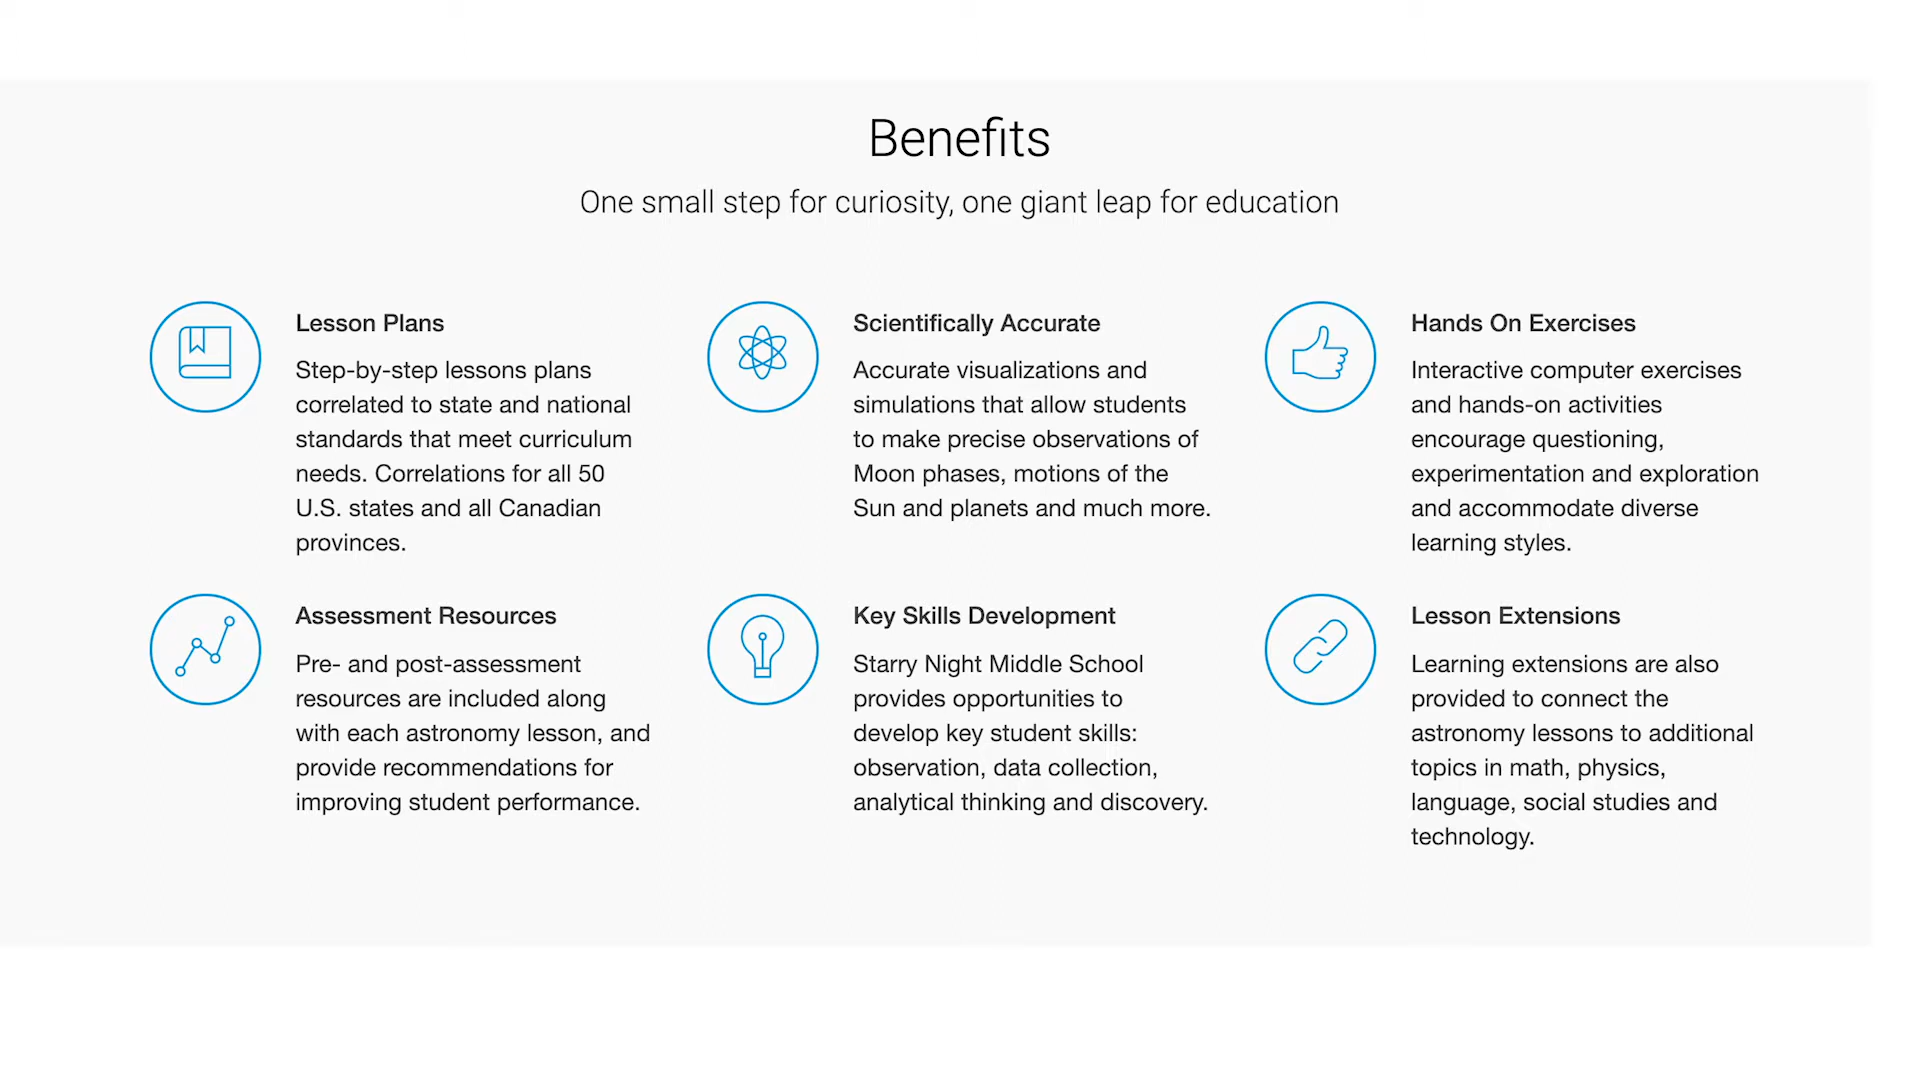 Benefits
One small step for curiosity, one giant leap for education
Lesson Plans
Step-by-step lessons plans
correlated to state and national
standards that meet curriculum
needs. Correlations for all 50
U.S. states and all Canadian
provinces.
Scientifically Accurate
Accurate visualizations and
simulations that allow students
to make precise observations of
Moon phases, motions of the
Sun and planets and much more.
Hands On Exercises
Interactive computer exercises
and hands-on activities
encourage questioning,
experimentation and exploration
and accommodate diverse
learning styles.
Assessment Resources
Pre- and post-assessment
resources are included along
with each astronomy lesson, and
provide recommendations for
improving student performance.
Key Skills Development
Starry Night Middle School
provides opportunities to
develop key student skills:
observation, data collection,
analytical thinking and discovery.
Lesson Extensions
Learning extensions are also
provided to connect the
astronomy lessons to additional
topics in math, physics,
language, social studies and
technology.